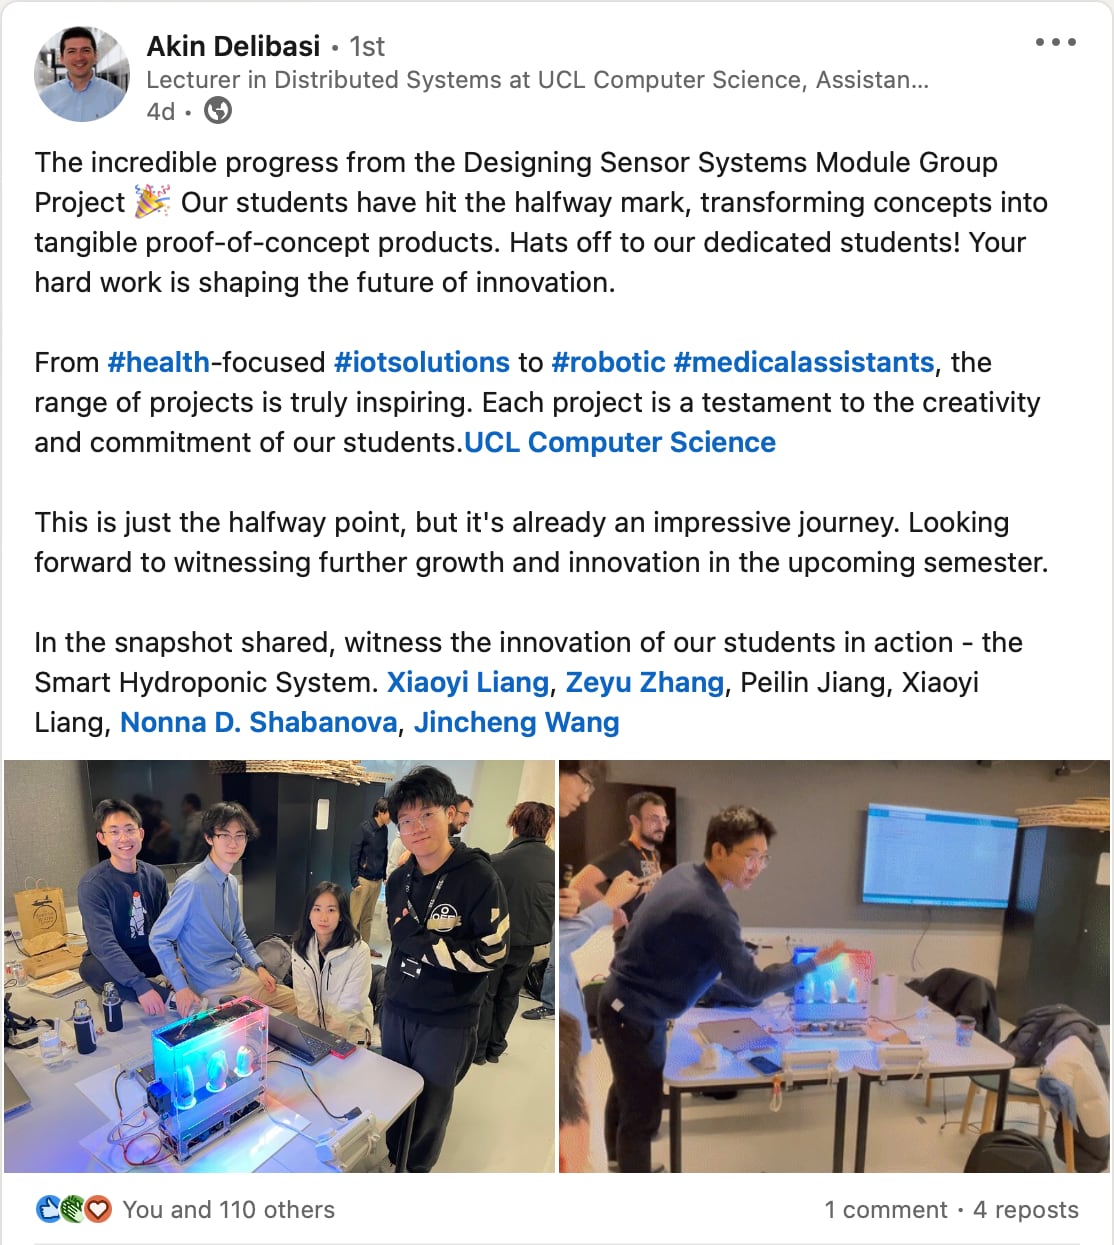 Akin Delibasi • 1st
Lecturer in Distributed Systems at UCL Computer Science, Assistan...
4d •
The incredible progress from the Designing Sensor Systems Module Group
Project 🎉 Our students have hit the halfway mark, transforming concepts into
tangible proof-of-concept products. Hats off to our dedicated students! Your
hard work is shaping the future of innovation.
From #health-focused #iotsolutions to #robotic #medicalassistants, the
range of projects is truly inspiring. Each project is a testament to the creativity
and commitment of our students.UCL Computer Science
This is just the halfway point, but it's already an impressive journey. Looking
forward to witnessing further growth and innovation in the upcoming semester.
In the snapshot shared, witness the innovation of our students in action - the
Smart Hydroponic System. Xiaoyi Liang, Zeyu Zhang, Peilin Jiang, Xiaoyi
Liang, Nonna D. Shabanova, Jincheng Wang
OFF
You and 110 others
1 comment • 4 reposts